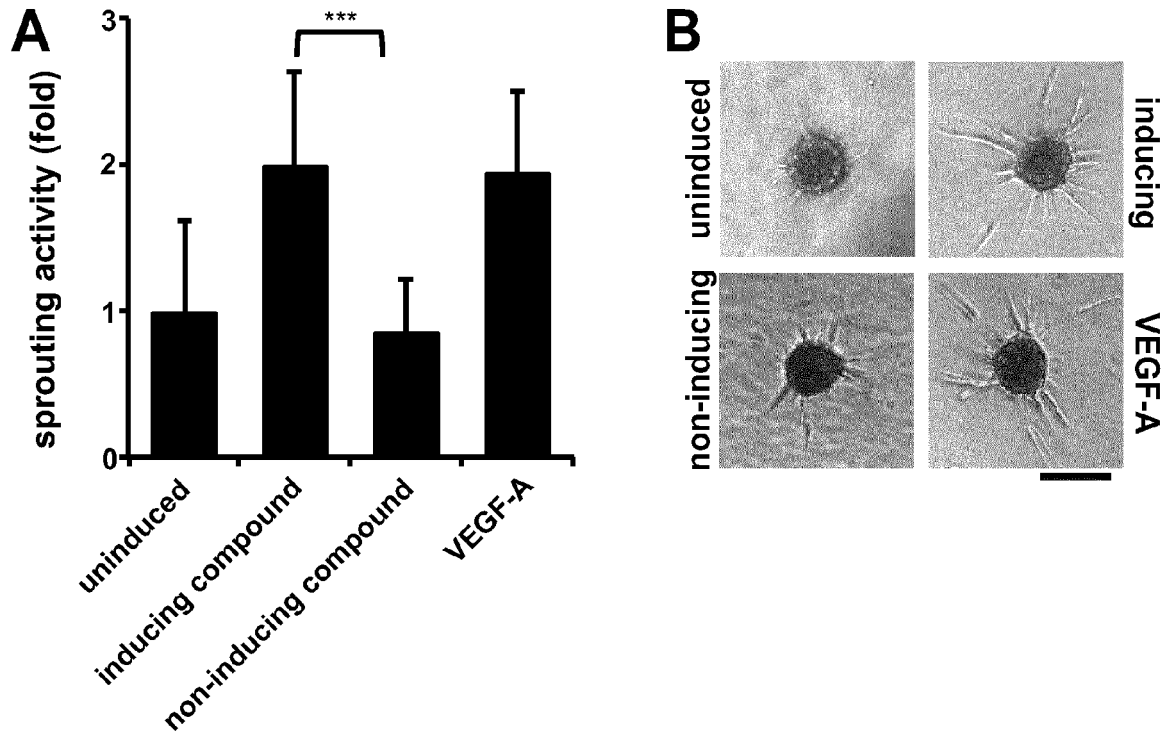 A
***
3
2
1
0
sprouting activity (fold)
uninduced
inducing compound
non-inducing compound
VEGF-A
B
uninduced
inducing
non-inducing
VEGF-A